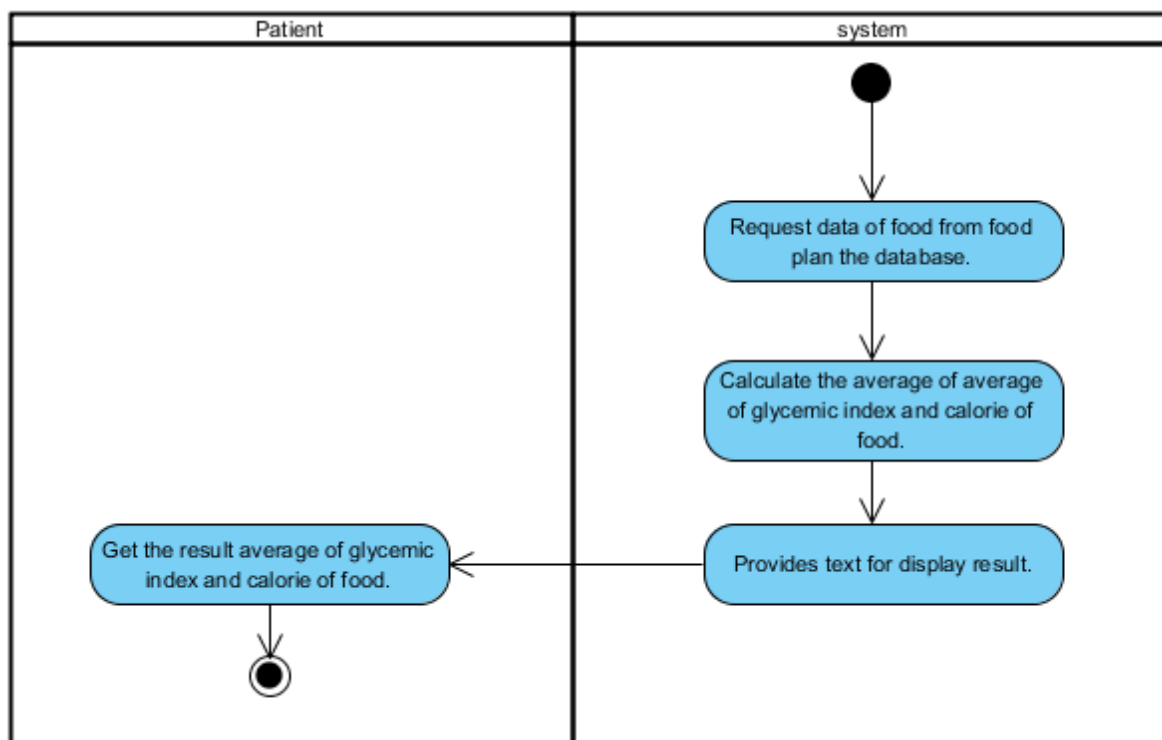 Patient
system
Request data of food from food
plan the database.
Calculate the average of average
of glycemic index and calorie of
food.
Get the result average of glycemic
index and calorie of food.
Provides text for display result.